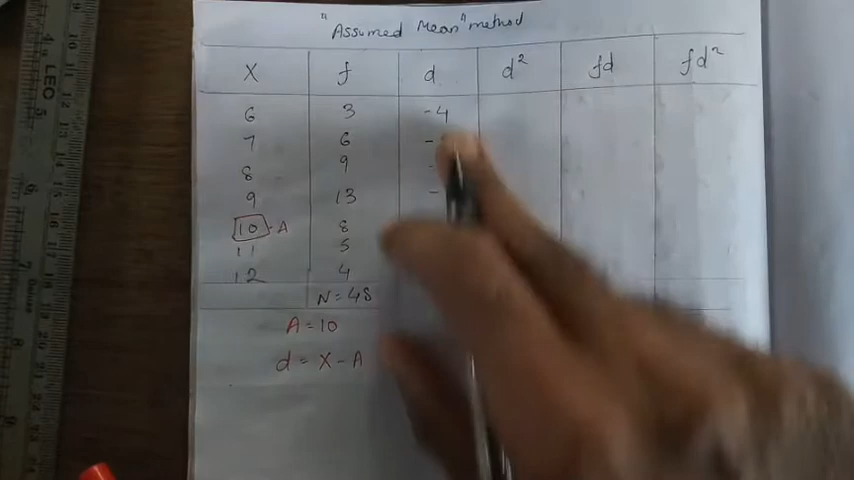 "Assumed Mean" method
X f d d² fd fd²
6 3 -4
7 6 -
8 9 -
9 13 -
10 - A 8
11 5
12 4
N = 48
A = 10
d = X - A